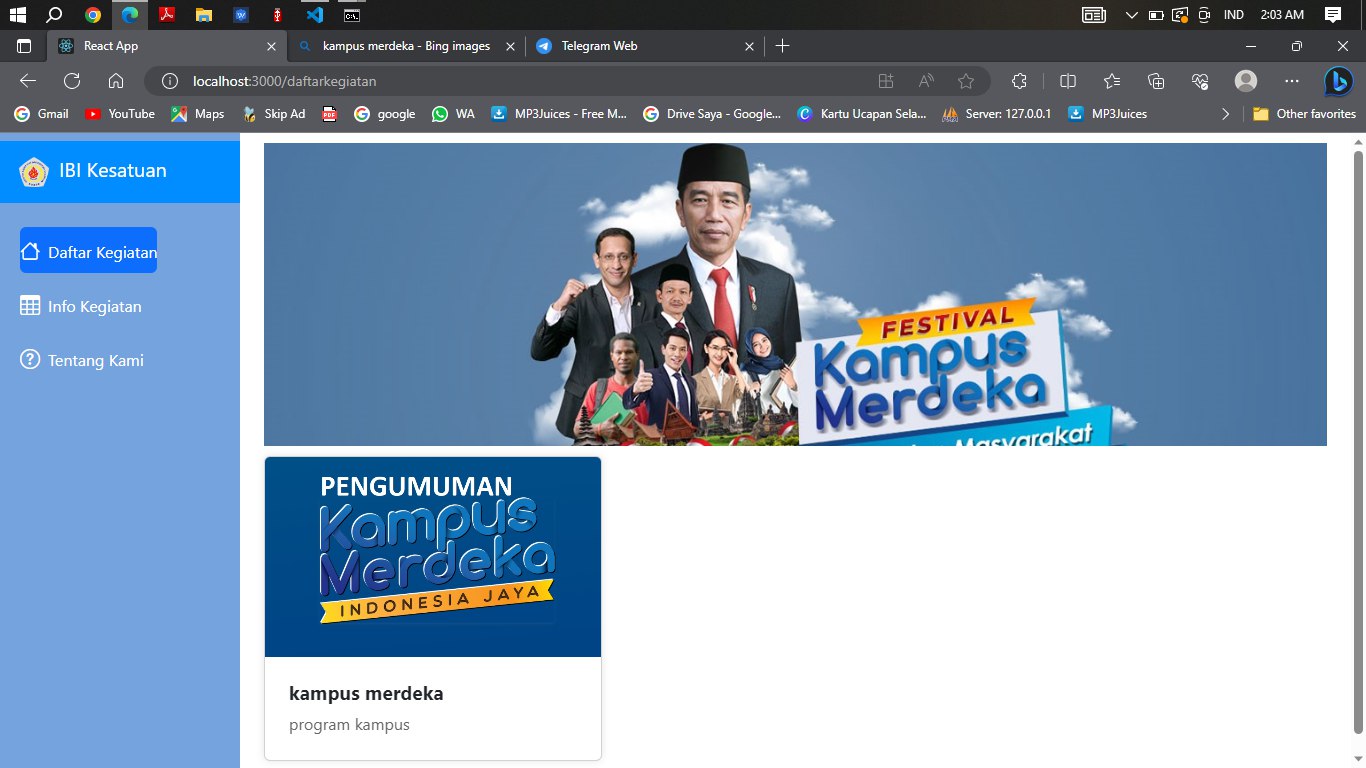 IND 2:03 AM
React App
kampus merdeka - Bing images
Telegram Web
localhost:3000/daftarkegiatan
Gmail YouTube Maps Skip Ad google WA MP3Juices - Free M... Drive Saya - Google... Kartu Ucapan Sela... Server: 127.0.0.1 MP3Juices Other favorites
IBI Kesatuan
Daftar Kegiatan
Info Kegiatan
Tentang Kami
FESTIVAL
Kampus
Merdeka
Masyarakat
PENGUMUMAN
Kampus
Merdeka
INDONESIA JAYA
kampus merdeka
program kampus